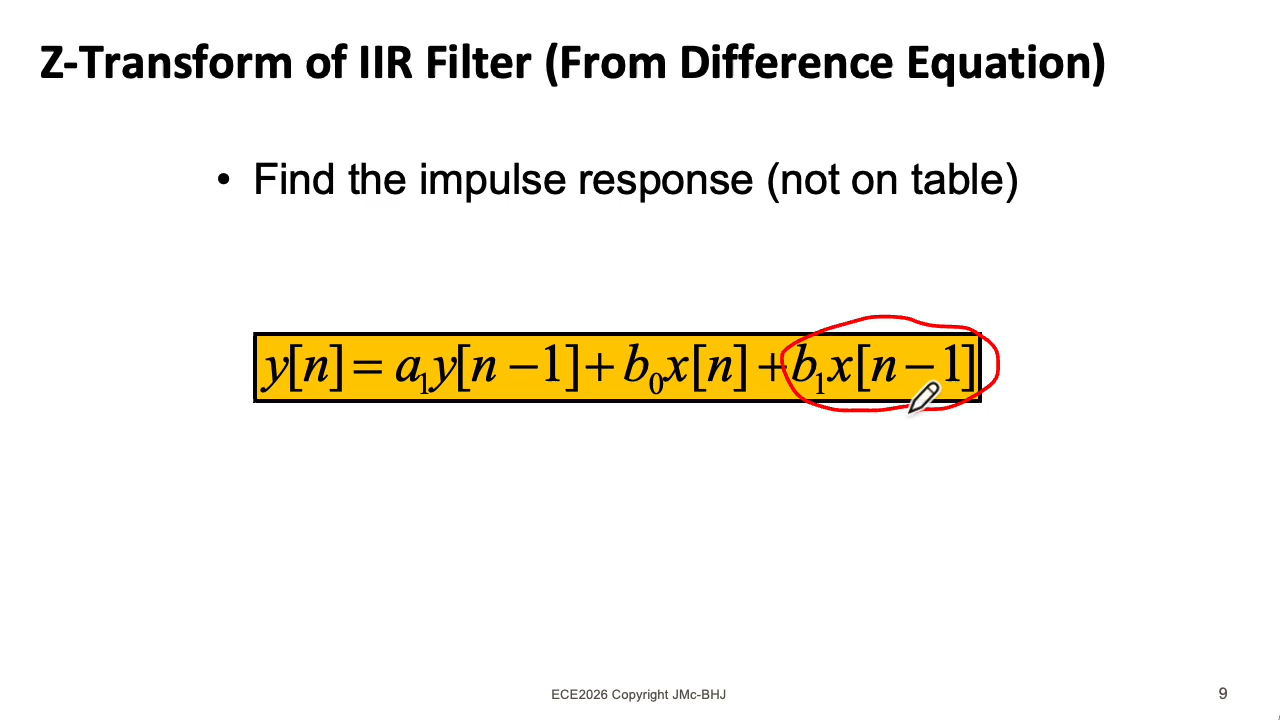 Z-Transform of IIR Filter (From Difference Equation)
• Find the impulse response (not on table)
y[n] = a₁y[n − 1] + b₀x[n] + b₁x[n − 1]
ECE2026 Copyright JMc-BHJ
9